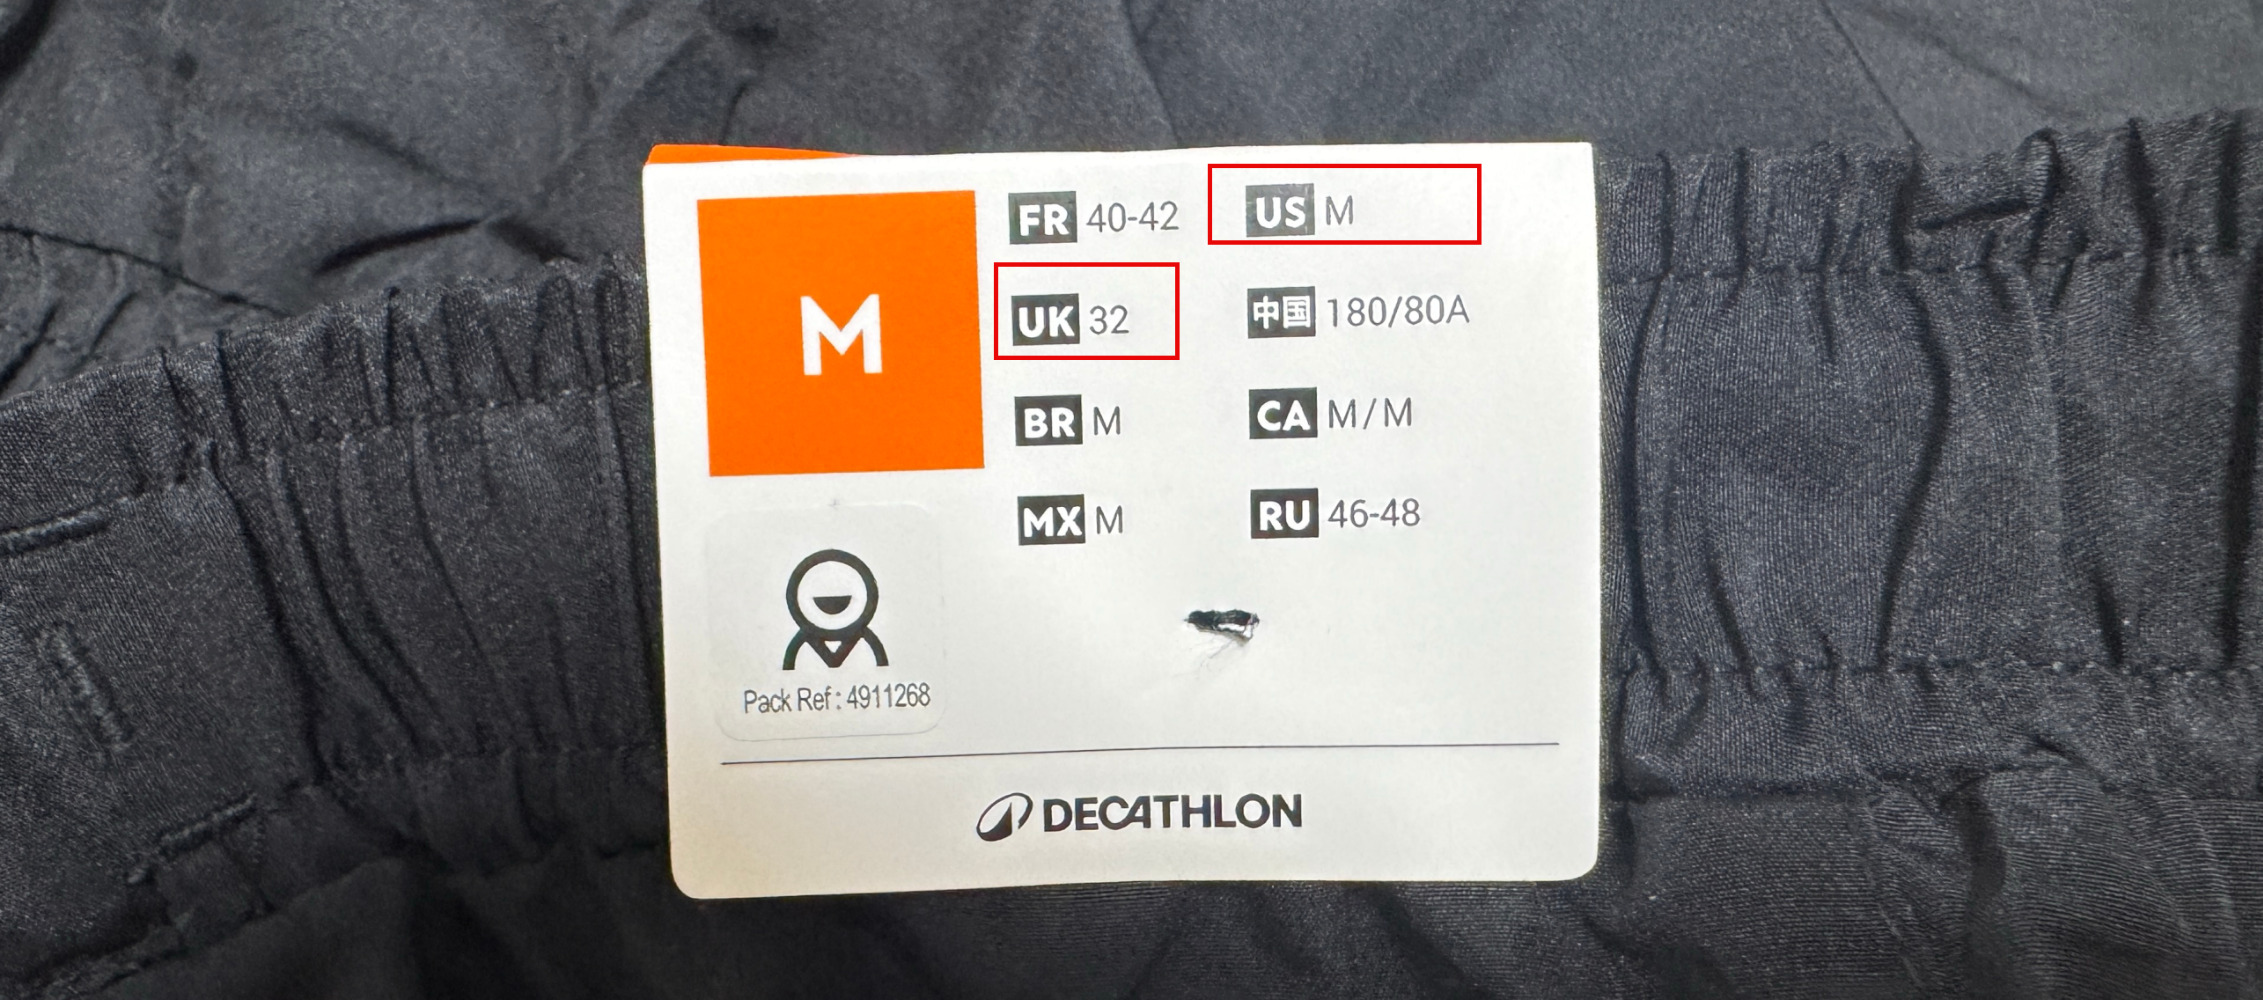 M
FR 40-42
US M
UK 32
中国 180/80A
BR M
CA M/M
MX M
RU 46-48
Pack Ref : 4911268
DECATHLON